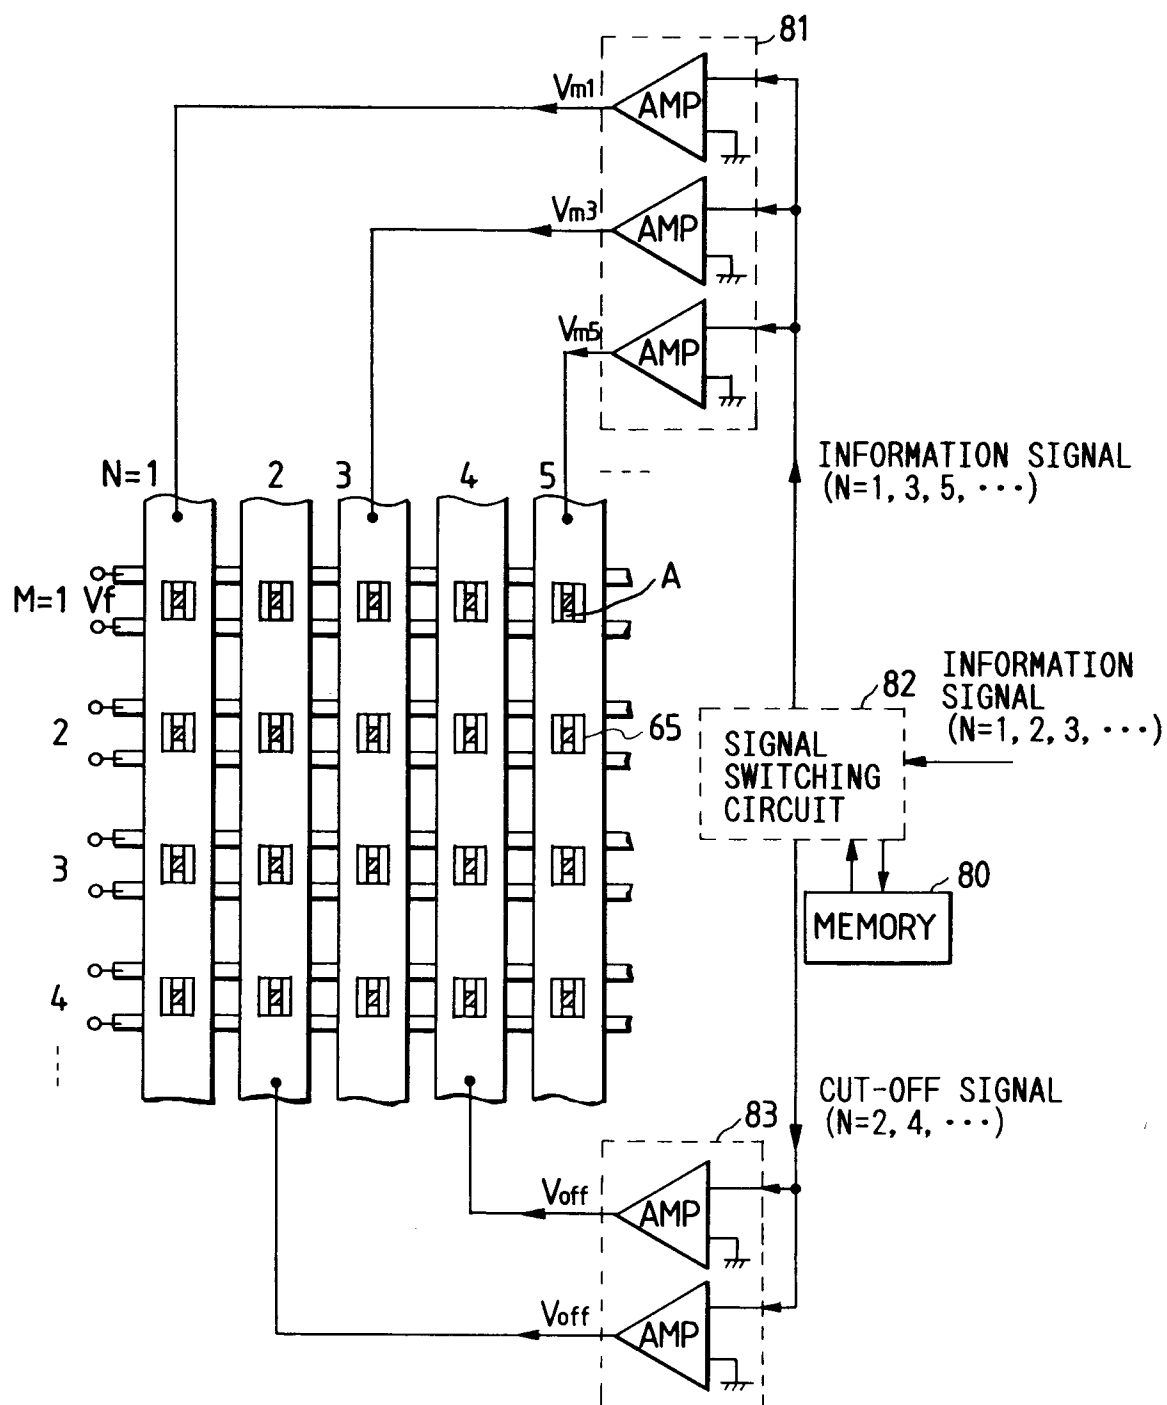 81
Vm1
AMP
Vm3
AMP
Vm5
AMP
N=1 2 3 4 5 ---
INFORMATION SIGNAL
(N=1, 3, 5, ···)
M=1 Vf
A
INFORMATION
SIGNAL
(N=1, 2, 3, ···)
82
2
65
SIGNAL
SWITCHING
CIRCUIT
3
80
MEMORY
4
CUT-OFF SIGNAL
(N=2, 4, ···)
83
Voff
AMP
Voff
AMP